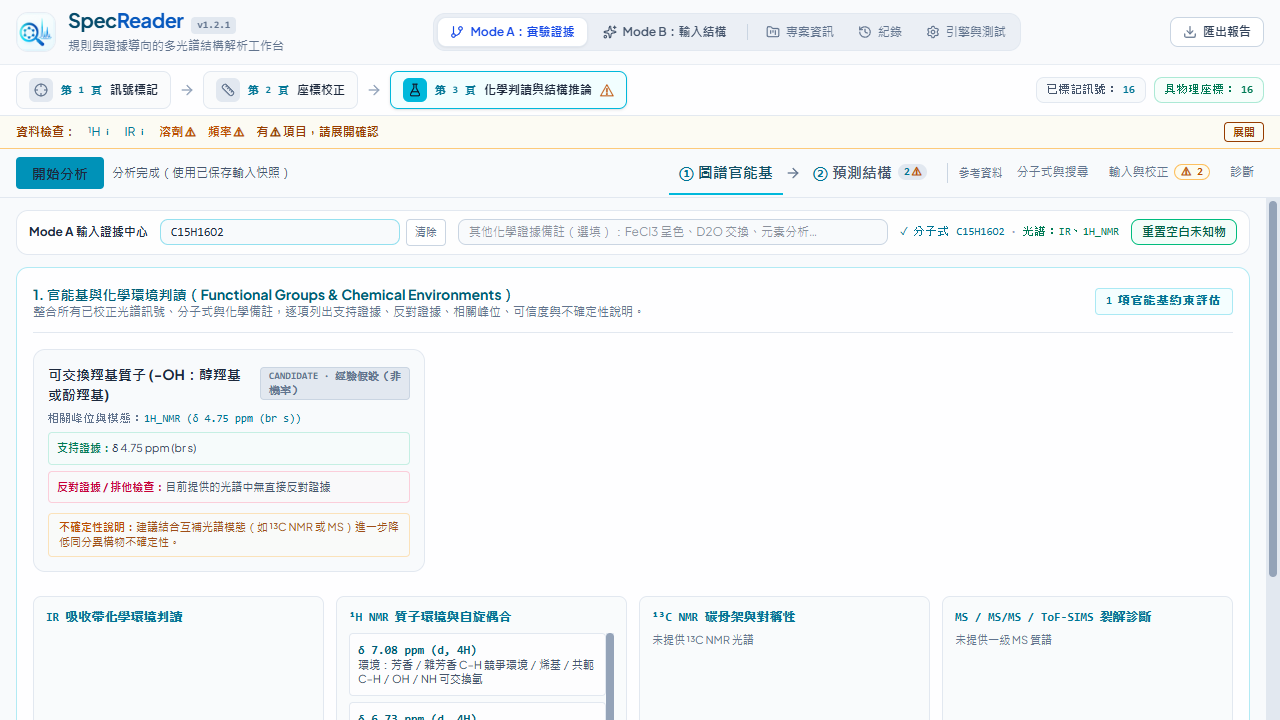 SpecReader v1.2.1
規則與證據導向的多光譜結構解析工作台
Mode A：實驗證據
Mode B：輸入結構
專案資訊
紀錄
引擎與測試
匯出報告
第 1 頁 訊號標記
第 2 頁 座標校正
第 3 頁 化學判讀與結構推論
已標記訊號： 16
具物理座標： 16
資料檢查： ¹H i IR i 溶劑⚠ 頻率⚠ 有⚠項目，請展開確認
展開
開始分析
分析完成（使用已保存輸入快照）
① 圖譜官能基
② 預測結構 2⚠
參考資料
分子式與搜尋
輸入與校正 ⚠ 2
診斷
Mode A 輸入證據中心
C15H16O2
清除
其他化學證據備註（選填）：FeCl3 呈色、D2O 交換、元素分析...
✓ 分子式 C15H16O2 · 光譜：IR、1H_NMR
重置空白未知物
1. 官能基與化學環境判讀（Functional Groups & Chemical Environments）
整合所有已校正光譜訊號、分子式與化學備註，逐項列出支持證據、反對證據、相關峰位、可信度與不確定性說明。
1 項官能基約束評估
可交換羥基質子 (–OH：醇羥基
或酚羥基)
CANDIDATE · 經驗假設（非
機率）
相關峰位與模態：1H_NMR (δ 4.75 ppm (br s))
支持證據：δ 4.75 ppm (br s)
反對證據 / 排他檢查：目前提供的光譜中無直接反對證據
不確定性說明：建議結合互補光譜模態（如 ¹³C NMR 或 MS）進一步降
低同分異構物不確定性。
IR 吸收帶化學環境判讀
¹H NMR 質子環境與自旋偶合
δ 7.08 ppm (d, 4H)
環境：芳香 / 雜芳香 C–H 競爭環境 / 烯基 / 共軛
C–H / OH / NH 可交換氫
δ 6.73 ppm (d, 4H)
¹³C NMR 碳骨架與對稱性
未提供 ¹³C NMR 光譜
MS / MS/MS / ToF-SIMS 裂解診斷
未提供一級 MS 質譜